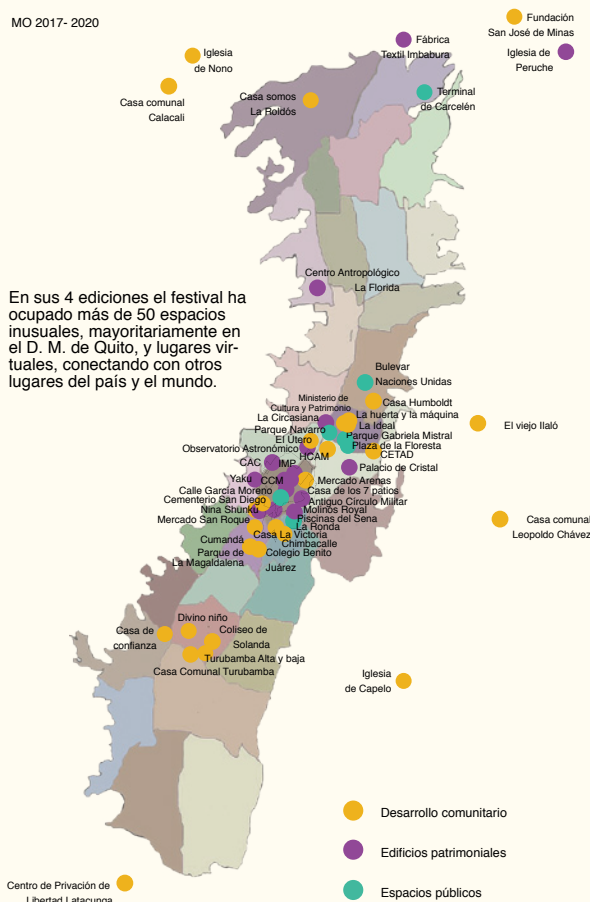 MO 2017- 2020
Fundación
San José de Minas
Fábrica
Textil Imbabura
Iglesia de
Peruche
Iglesia
de Nono
Casa comunal
Calacali
Casa somos
La Roldós
Terminal
de Carcelén
Centro Antropológico
La Florida
En sus 4 ediciones el festival ha
ocupado más de 50 espacios
inusuales, mayoritariamente en
el D. M. de Quito, y lugares vir-
tuales, conectando con otros
lugares del país y el mundo.
Bulevar
Naciones Unidas
Ministerio de
Cultura y Patrimonio
Casa Humboldt
La Circasiana
La huerta y la máquina
La Ideal
Parque Navarro
Parque Gabriela Mistral
El Útero
Plaza de la Floresta
El viejo Ilaló
Observatorio Astronómico
HCAM
CETAD
CAC
IMP
Palacio de Cristal
Yaku
CCM
Mercado Arenas
Calle García Moreno
Casa de los 7 patios
Cementerio San Diego
Antiguo Círculo Militar
Nina Shunku
Molinos Royal
Mercado San Roque
Piscinas del Sena
La Ronda
Casa La Victoria
Cumandá
Chimbacalle
Parque de
La Magaldalena
Colegio Benito
Juárez
Casa comunal
Leopoldo Chávez
Divino niño
Casa de
confianza
Coliseo de
Solanda
Turubamba Alta y baja
Casa Comunal Turubamba
Iglesia
de Capelo
Desarrollo comunitario
Edificios patrimoniales
Espacios públicos
Centro de Privación de
Libertad Latacunga